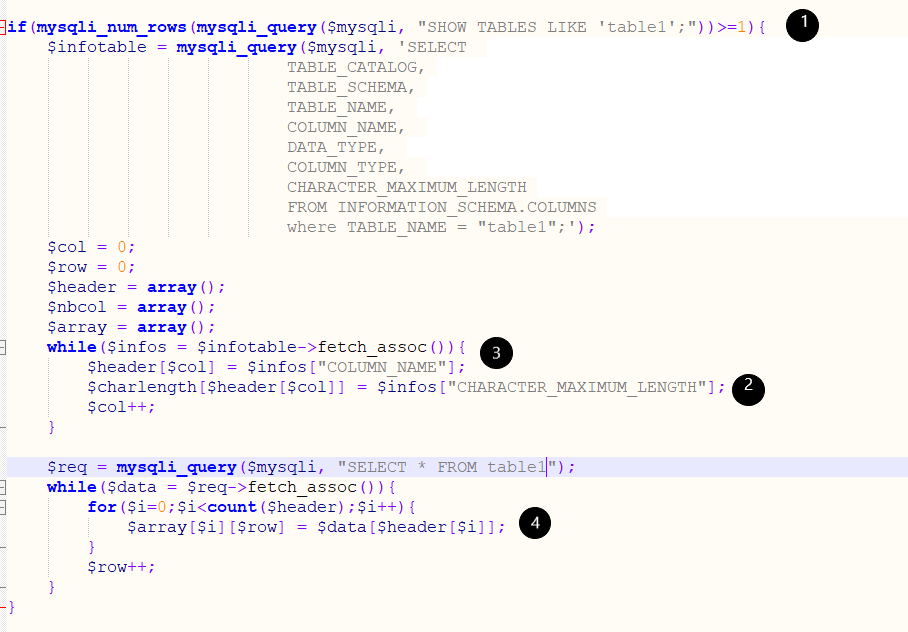 if(mysqli_num_rows(mysqli_query($mysqli, "SHOW TABLES LIKE 'table1';"))>=1){ 1
$infotable = mysqli_query($mysqli, 'SELECT
TABLE_CATALOG,
TABLE_SCHEMA,
TABLE_NAME,
COLUMN_NAME,
DATA_TYPE,
COLUMN_TYPE,
CHARACTER_MAXIMUM_LENGTH
FROM INFORMATION_SCHEMA.COLUMNS
where TABLE_NAME = "table1";');
$col = 0;
$row = 0;
$header = array();
$nbcol = array();
$array = array();
while($infos = $infotable->fetch_assoc()){
$header[$col] = $infos["COLUMN_NAME"]; 3
$charlength[$header[$col]] = $infos["CHARACTER_MAXIMUM_LENGTH"]; 2
$col++;
}
$req = mysqli_query($mysqli, "SELECT * FROM table1");
while($data = $req->fetch_assoc()){
for($i=0;$i<count($header);$i++){
$array[$i][$row] = $data[$header[$i]]; 4
}
$row++;
}
}